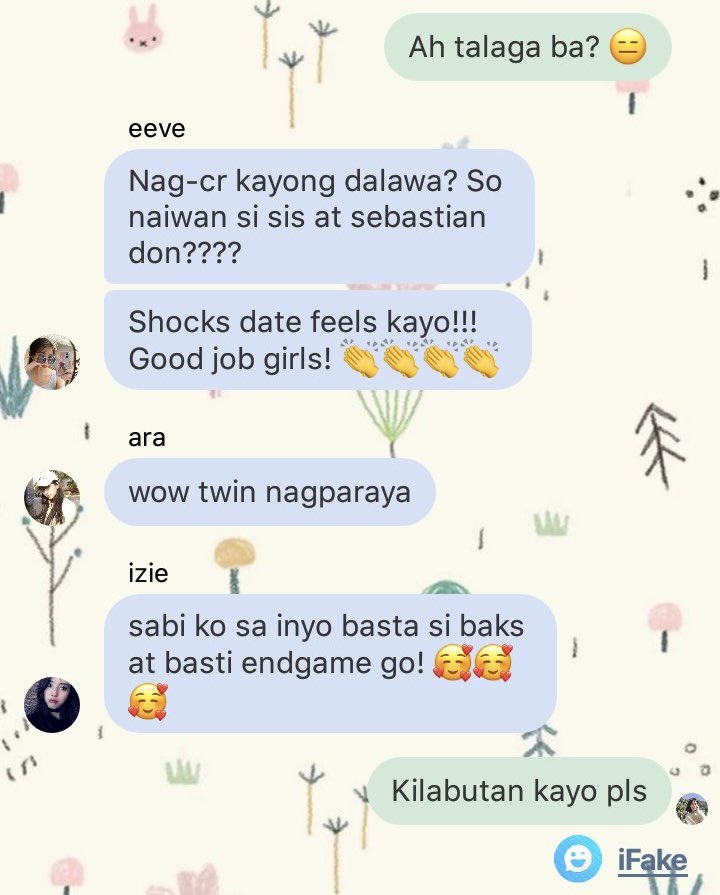 Ah talaga ba? 😑
eeve
Nag-cr kayong dalawa? So
naiwan si sis at sebastian
don????
Shocks date feels kayo!!!
Good job girls! 👏👏👏👏
ara
wow twin nagparaya
izie
sabi ko sa inyo basta si baks
at basti endgame go! 🥰🥰
🥰
Kilabutan kayo pls
iFake